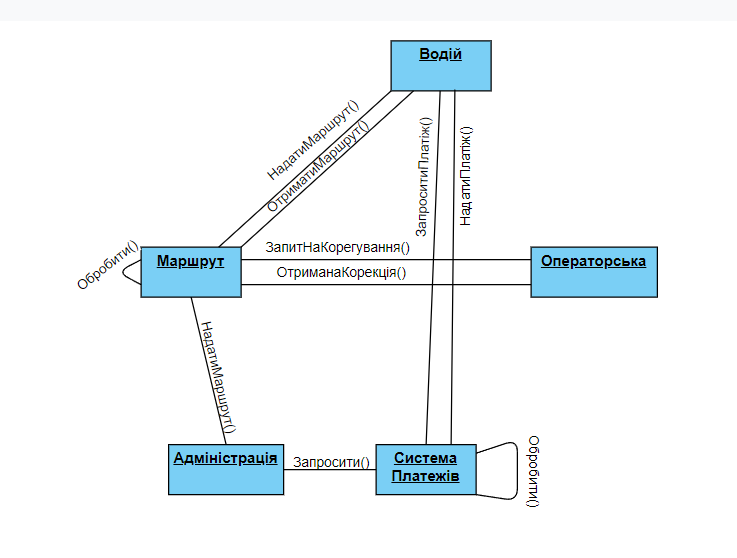 Водій
НадатиМаршрут()
ОтриматиМаршрут()
ЗапроситиПлатіж()
НадатиПлатіж()
Обробити()
Маршрут
ЗапитНаКорегування()
ОтриманаКорекція()
Операторська
НадатиМаршрут()
Адміністрація
Запросити()
Система
Платежів
Обробити()